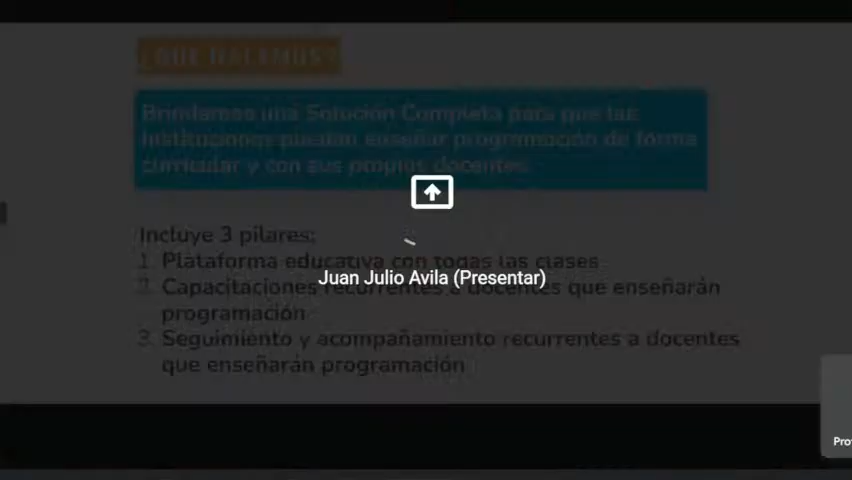 ¿QUÉ HACEMOS?
Brindamos una Solución Completa para que las
Instituciones puedan enseñar programación de forma
curricular y con sus propios docentes.
Incluye 3 pilares:
1. Plataforma educativa con todas las clases
Juan Julio Avila (Presentar)
2. Capacitaciones recurrentes a docentes que enseñarán
programación
3. Seguimiento y acompañamiento recurrentes a docentes
que enseñarán programación